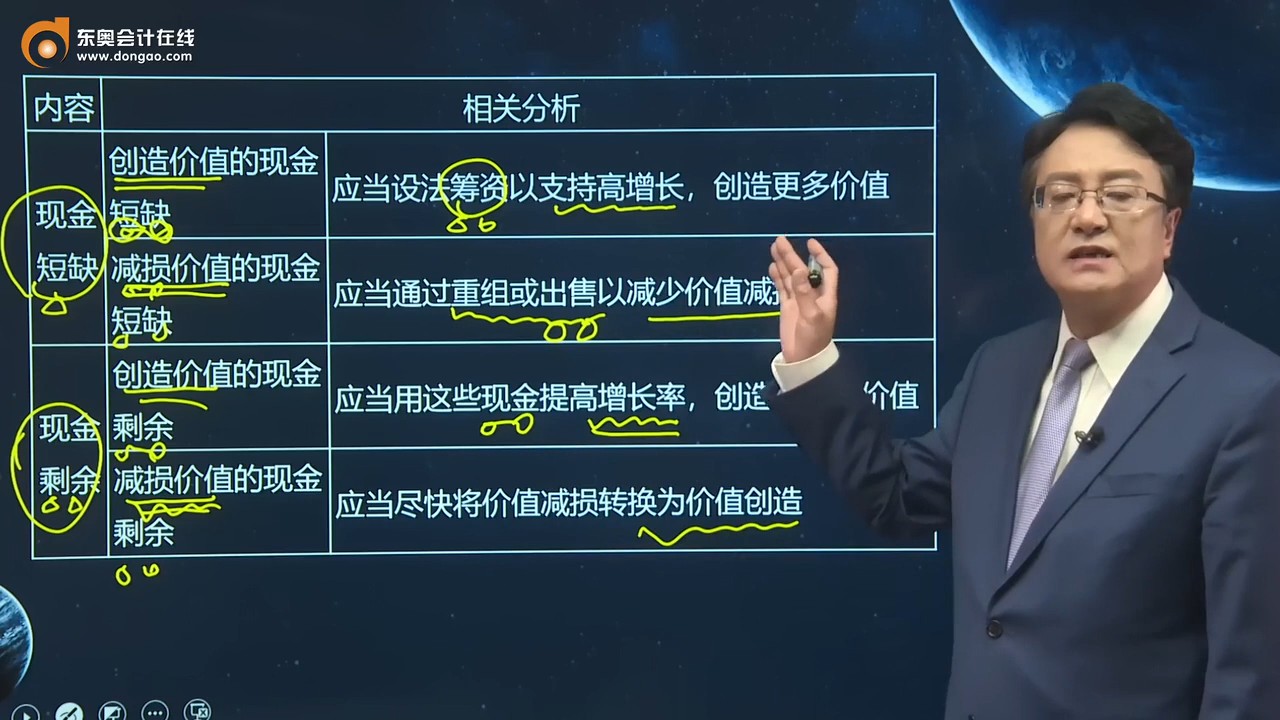 东奥会计在线
www.dongao.com
内容
相关分析
现金
短缺
创造价值的现金
短缺
应当设法筹资以支持高增长，创造更多价值
减损价值的现金
短缺
应当通过重组或出售以减少价值减损
现金
剩余
创造价值的现金
剩余
应当用这些现金提高增长率，创造
价值
减损价值的现金
剩余
应当尽快将价值减损转换为价值创造